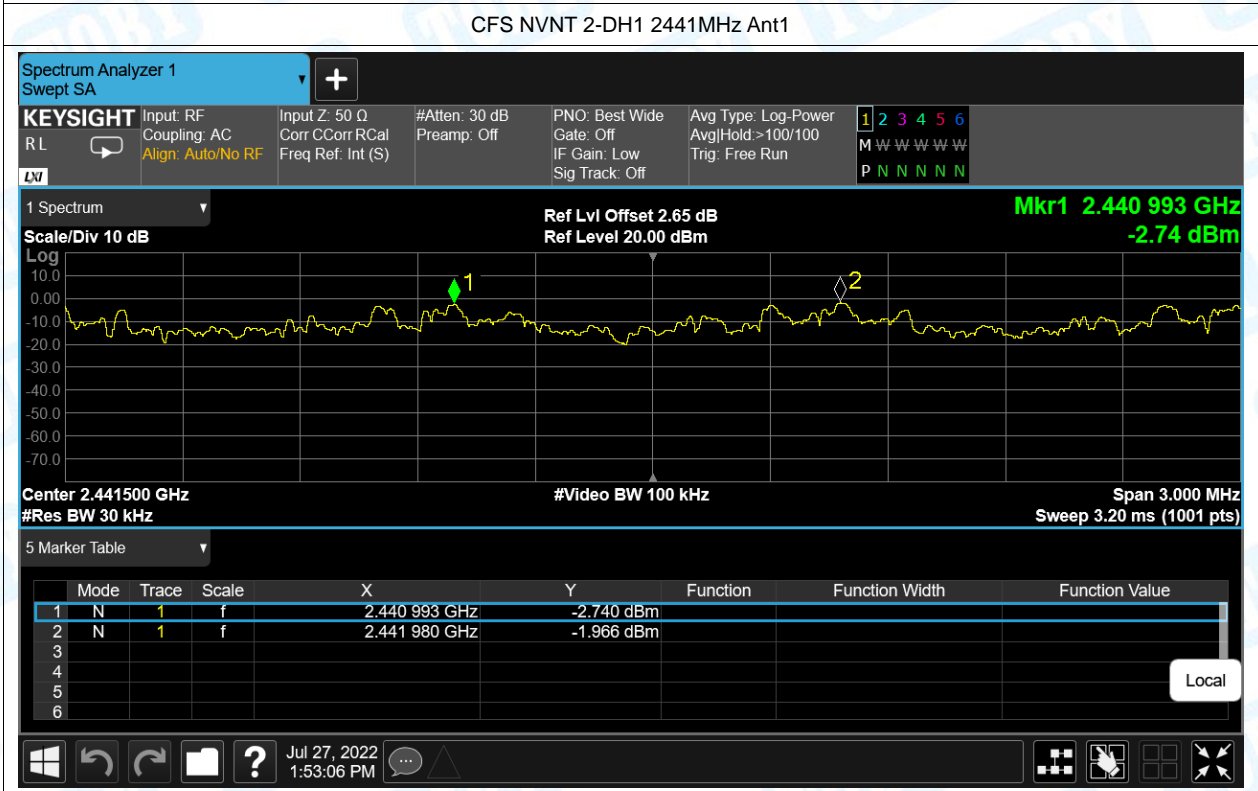 CFS NVNT 2-DH1 2441MHz Ant1
Spectrum Analyzer 1
Swept SA
KEYSIGHT
R L
LXI
Input: RF
Coupling: AC
Align: Auto/No RF
Input Z: 50 Ω
Corr CCorr RCal
Freq Ref: Int (S)
#Atten: 30 dB
Preamp: Off
PNO: Best Wide
Gate: Off
IF Gain: Low
Sig Track: Off
Avg Type: Log-Power
Avg|Hold:>100/100
Trig: Free Run
1 2 3 4 5 6
M W W W W W
P N N N N N
1 Spectrum
Scale/Div 10 dB
Ref Lvl Offset 2.65 dB
Ref Level 20.00 dBm
Mkr1 2.440 993 GHz
-2.74 dBm
Log
10.0
0.00
-10.0
-20.0
-30.0
-40.0
-50.0
-60.0
-70.0
1
2
Center 2.441500 GHz
#Res BW 30 kHz
#Video BW 100 kHz
Span 3.000 MHz
Sweep 3.20 ms (1001 pts)
5 Marker Table
Mode Trace Scale X Y Function Function Width Function Value
1 N 1 f 2.440 993 GHz -2.740 dBm
2 N 1 f 2.441 980 GHz -1.966 dBm
3
4
5
6
Local
?
Jul 27, 2022
1:53:06 PM